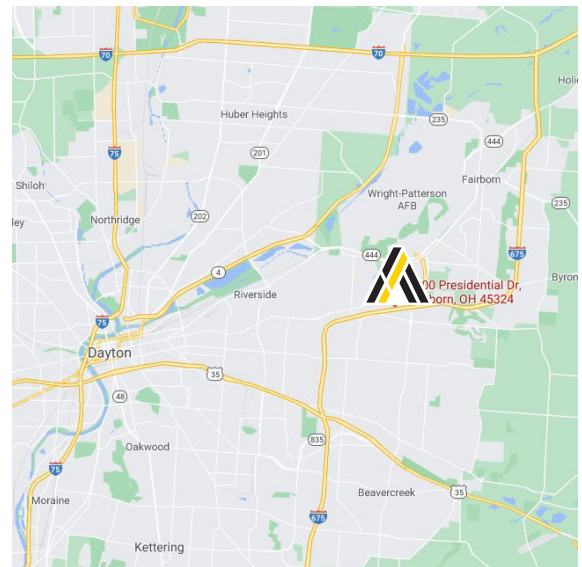 70
70
Holi
Huber Heights
235
444
75
201
Fairborn
Shiloh
Wright-Patterson
AFB
202
235
ley
Northridge
675
444
4
Byron
Riverside
00 Presidential Dr,
born, OH 45324
75
Dayton
35
48
835
Oakwood
75
Beavercreek
35
Moraine
675
Kettering